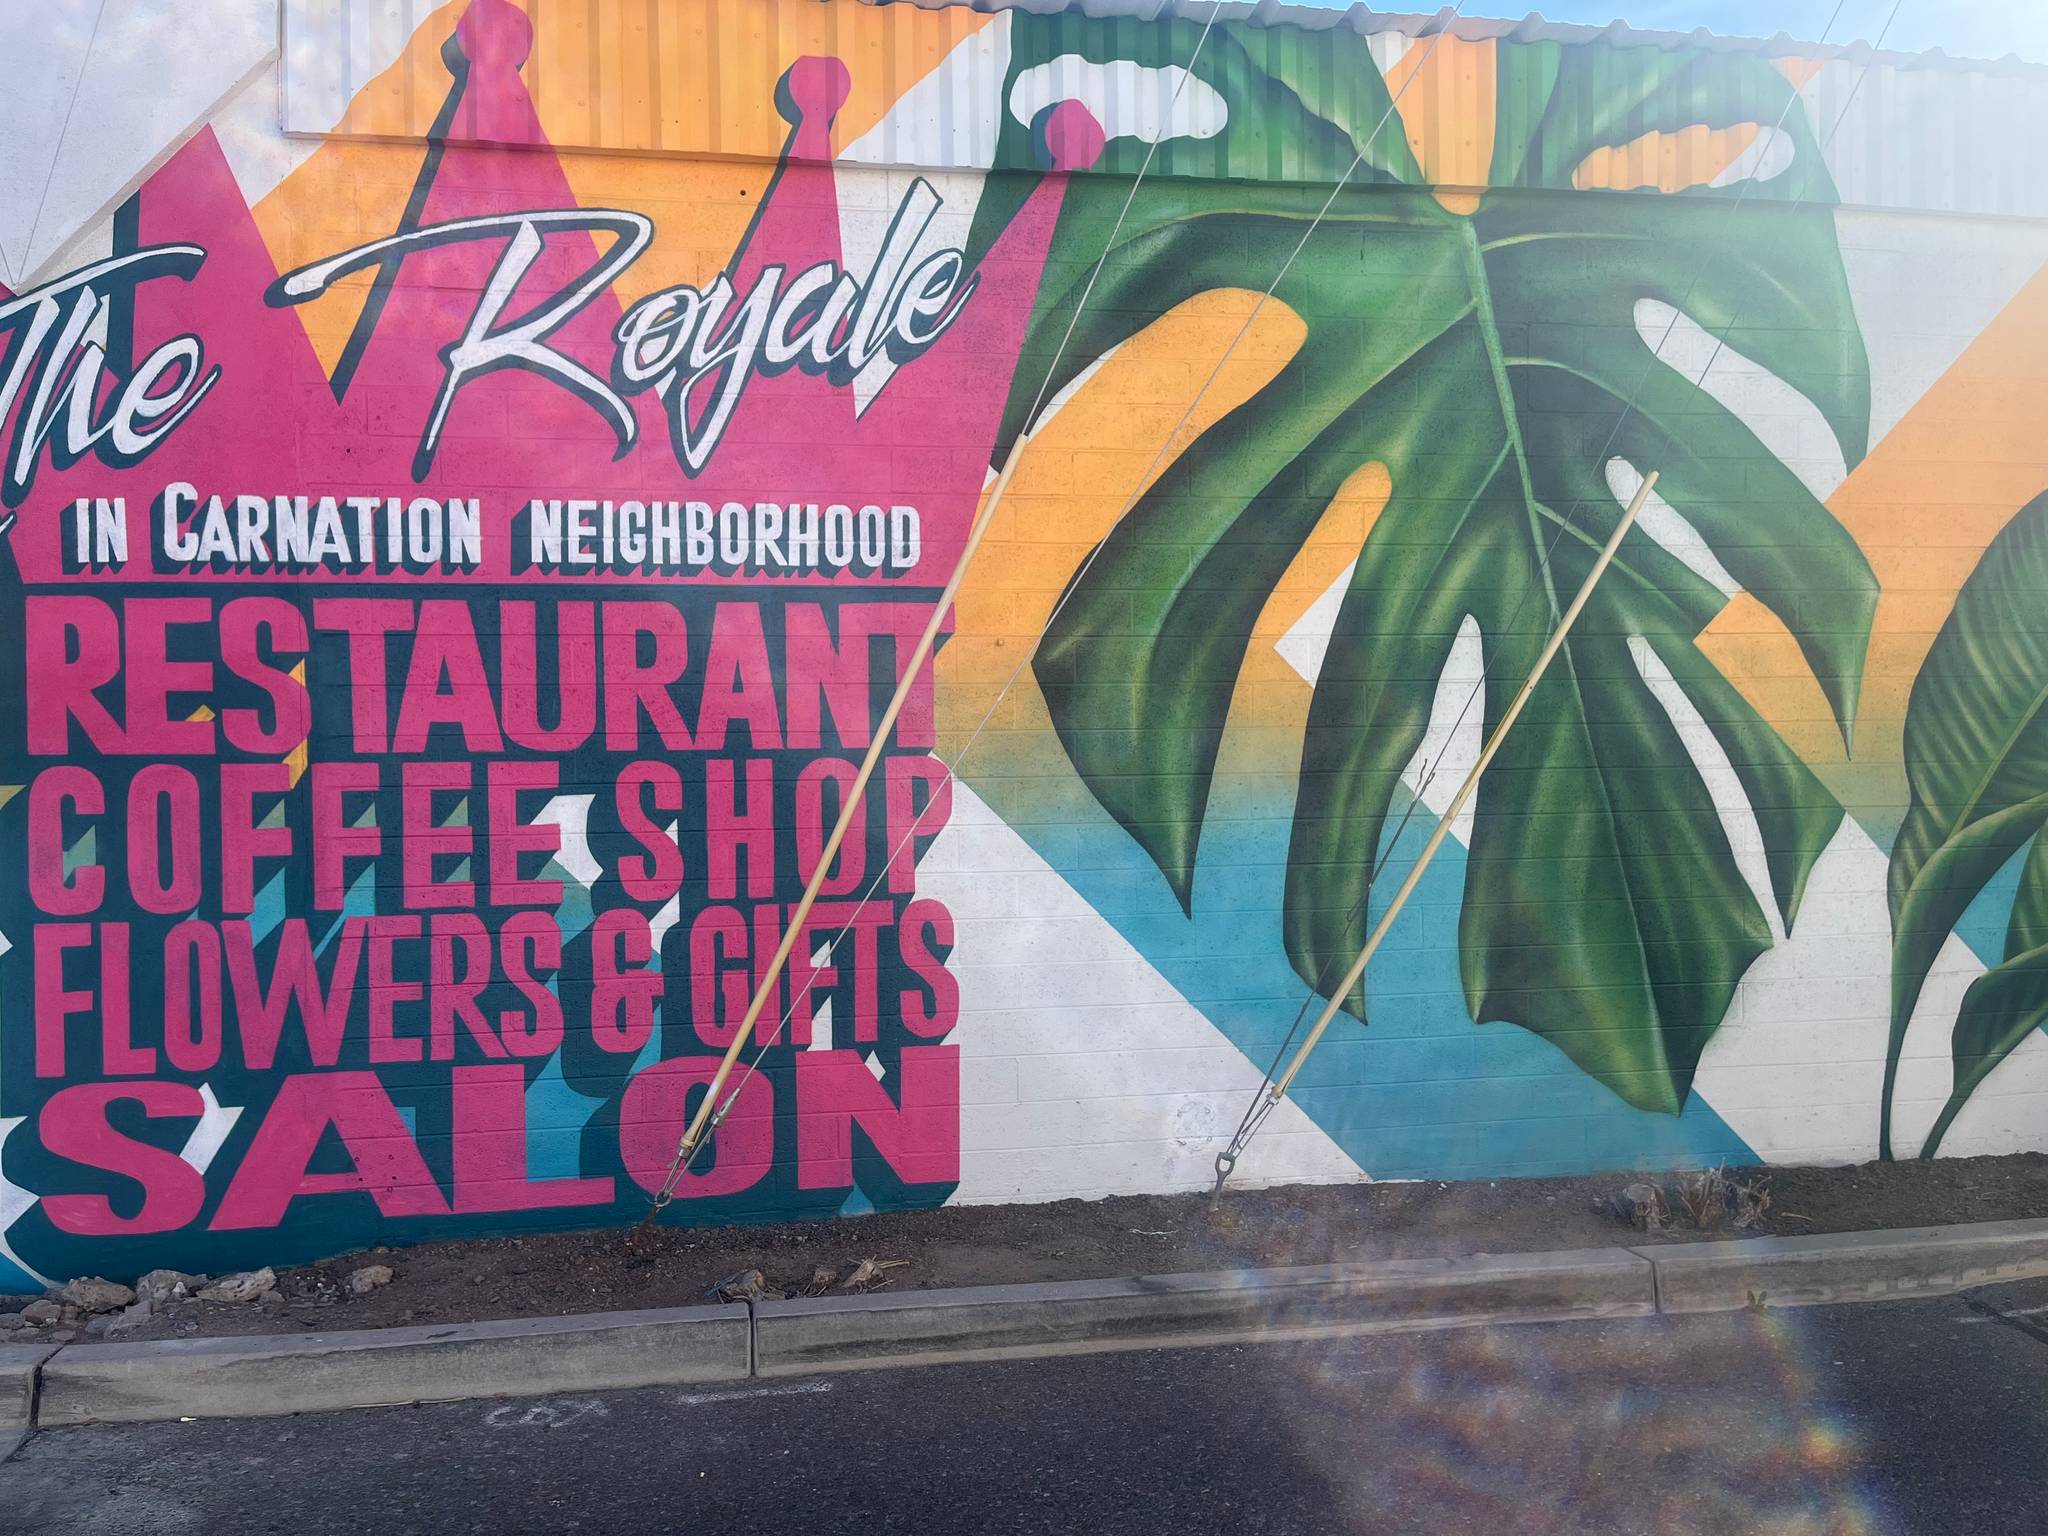 The Royale
IN CARNATION NEIGHBORHOOD
RESTAURANT
COFFEE SHOP
FLOWERS & GIFTS
SALON